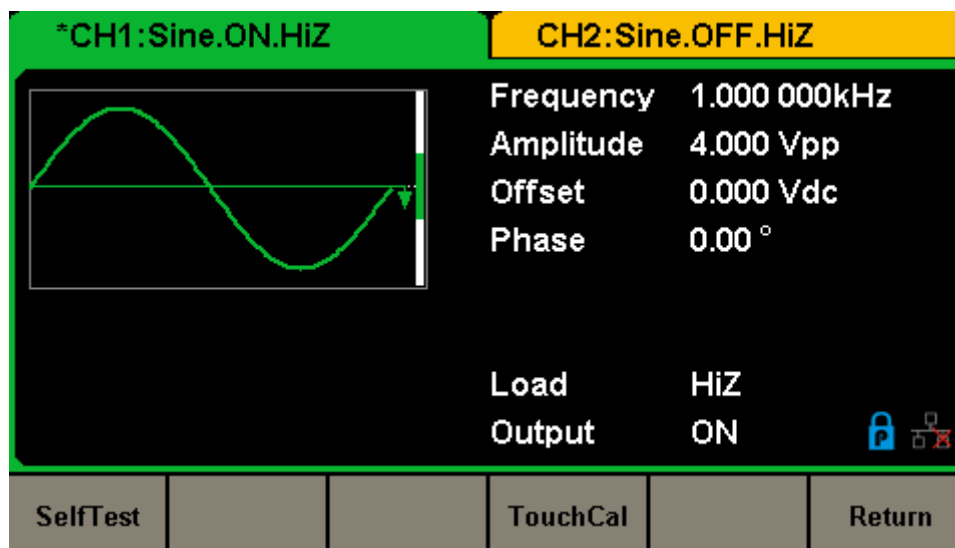 *CH1:Sine.ON.HiZ CH2:Sine.OFF.HiZ
Frequency 1.000 000kHz
Amplitude 4.000 Vpp
Offset 0.000 Vdc
Phase 0.00 °
Load HiZ
Output ON
SelfTest TouchCal Return